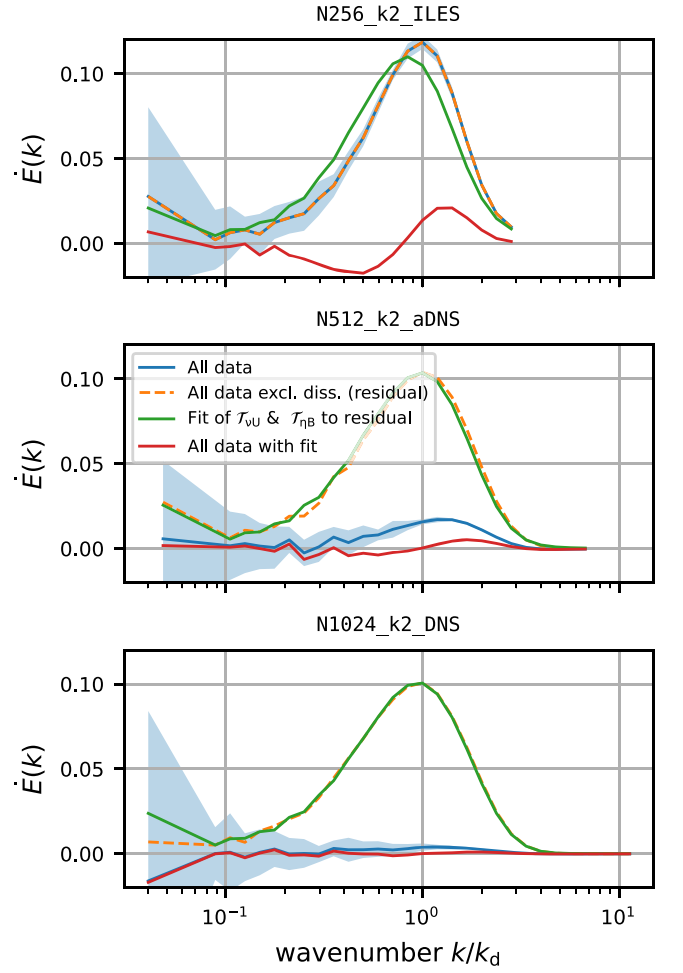 N256_k2_ILES
0.10
0.05
0.00
Ė(k)
N512_k2_aDNS
All data
All data excl. diss. (residual)
Fit of 𝒯νU & 𝒯ηB to residual
All data with fit
0.10
0.05
0.00
Ė(k)
N1024_k2_DNS
0.10
0.05
0.00
Ė(k)
10⁻¹ 10⁰ 10¹
wavenumber k/k_d